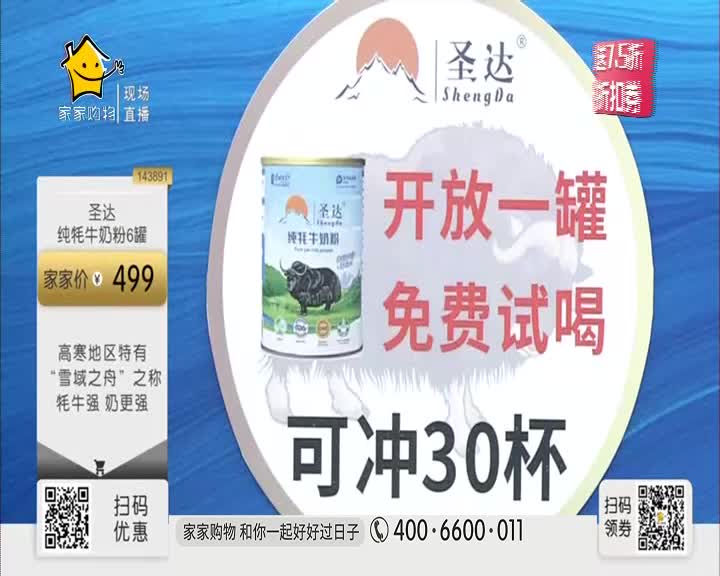 家家购物
现场
直播
圣达®
ShengDa
折扣券
143891
圣达
纯牦牛奶粉6罐
家家价 ¥ 499
高寒地区特有
“雪域之舟”之称
牦牛强 奶更强
圣达
ShengDa
纯牦牛奶粉
开放一罐
免费试喝
可冲30杯
扫码
优惠
家家购物 和你一起好好过日子
400·6600·011
扫码
领券